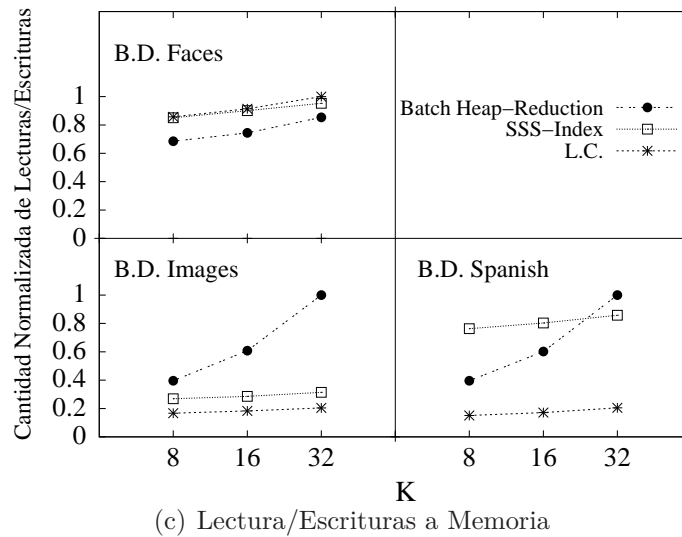 Cantidad Normalizada de Lecturas/Escrituras
B.D. Faces
1
0.8
0.6
0.4
0.2
0
Batch Heap-Reduction
SSS-Index
L.C.
B.D. Images
B.D. Spanish
1
0.8
0.6
0.4
0.2
0
8 16 32 8 16 32
K
(c) Lectura/Escrituras a Memoria